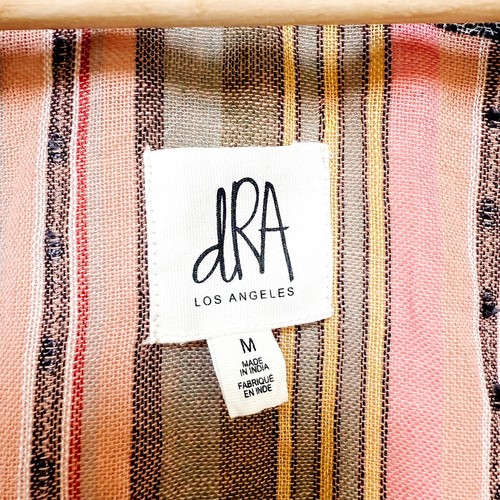 dRA
LOS ANGELES
M
MADE
IN INDIA
FABRIQUÉ
EN INDE